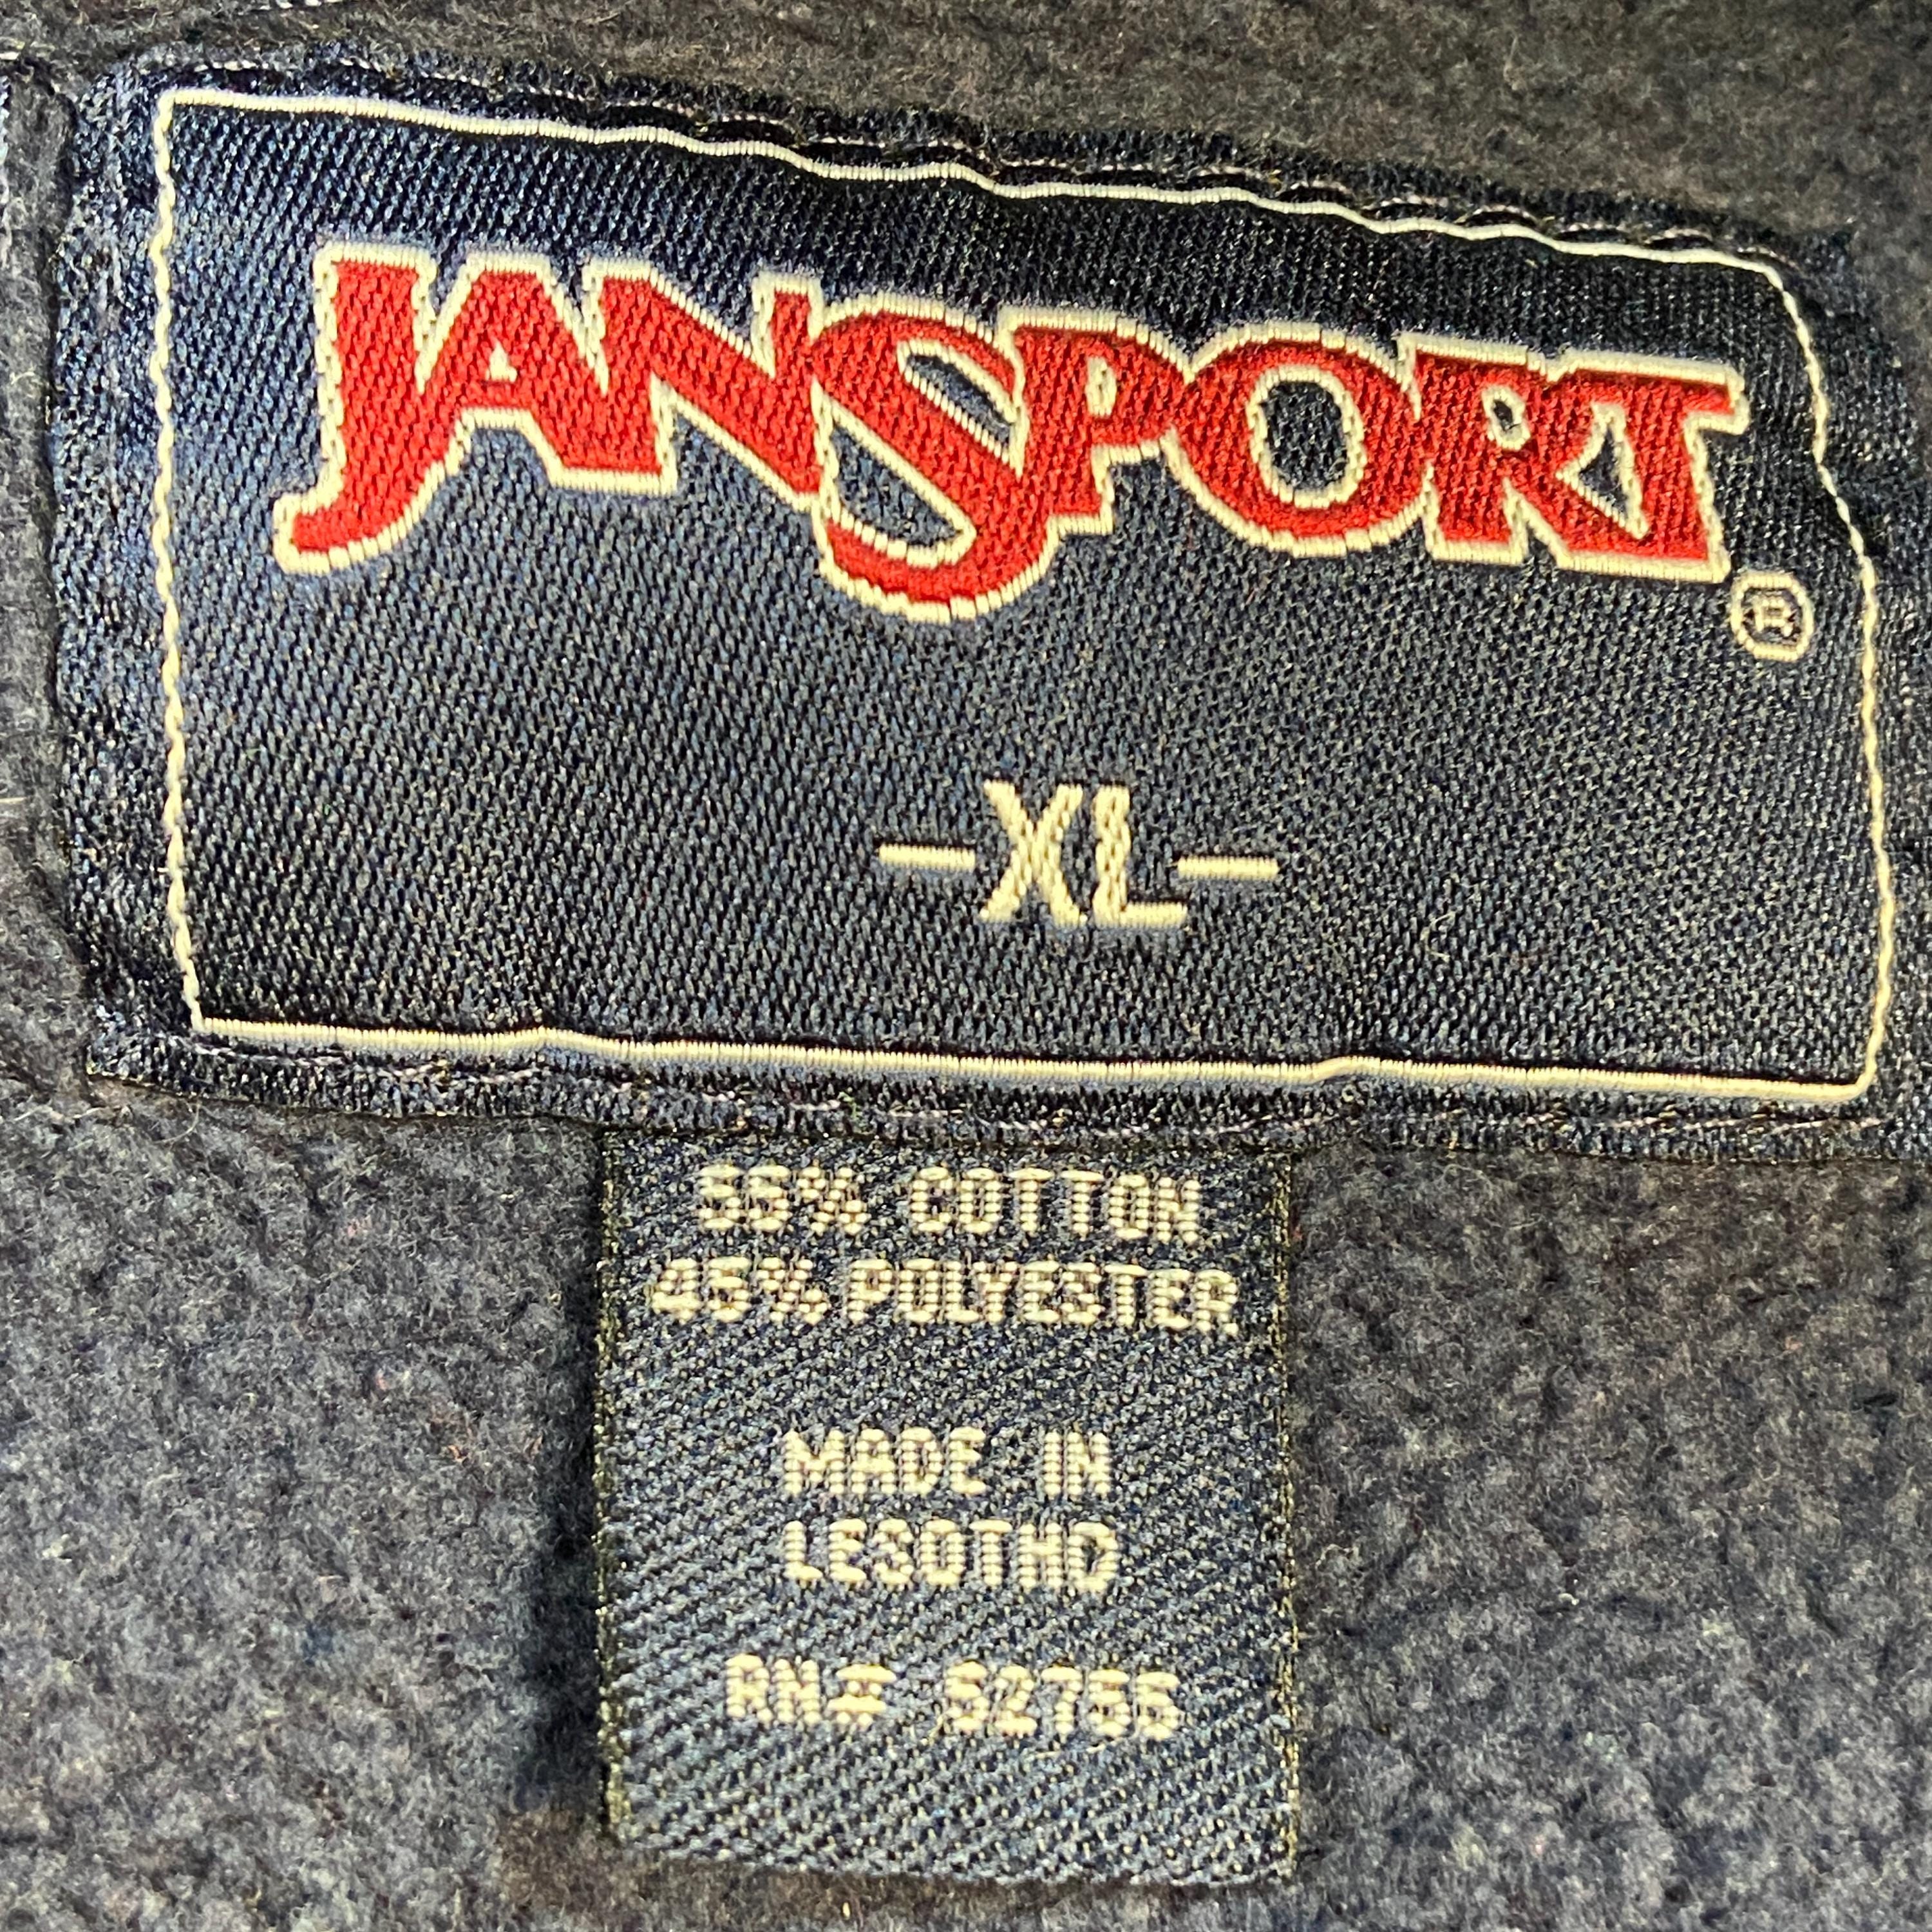 JANSPORT®
-XL-
55% COTTON
45% POLYESTER
MADE IN
LESOTHO
RN# 52755